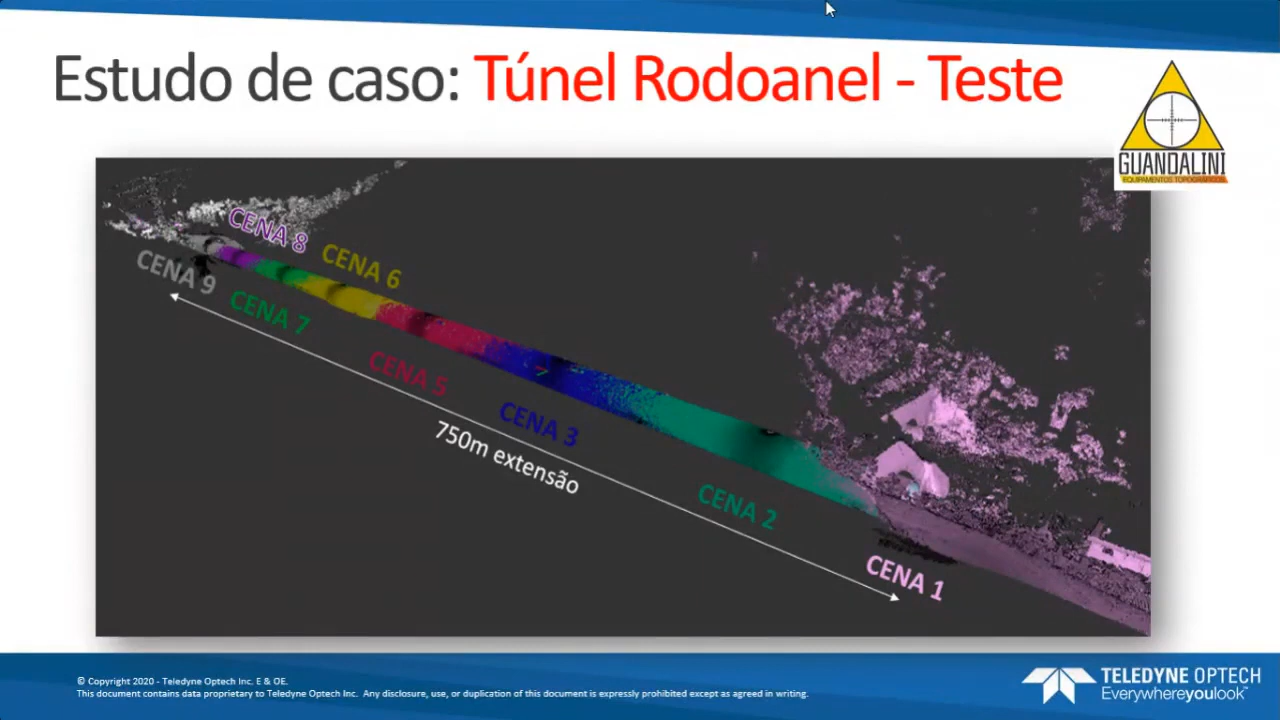 Estudo de caso: Túnel Rodoanel - Teste
GUANDALINI
EQUIPAMENTOS TOPOGRÁFICOS
CENA 8
CENA 6
CENA 9
CENA 7
CENA 5
CENA 3
750m extensão
CENA 2
CENA 1
© Copyright 2020 - Teledyne Optech Inc. E & OE.
This document contains data proprietary to Teledyne Optech Inc. Any disclosure, use, or duplication of this document is expressly prohibited except as agreed in writing.
TELEDYNE OPTECH
Everywhereyoulook™